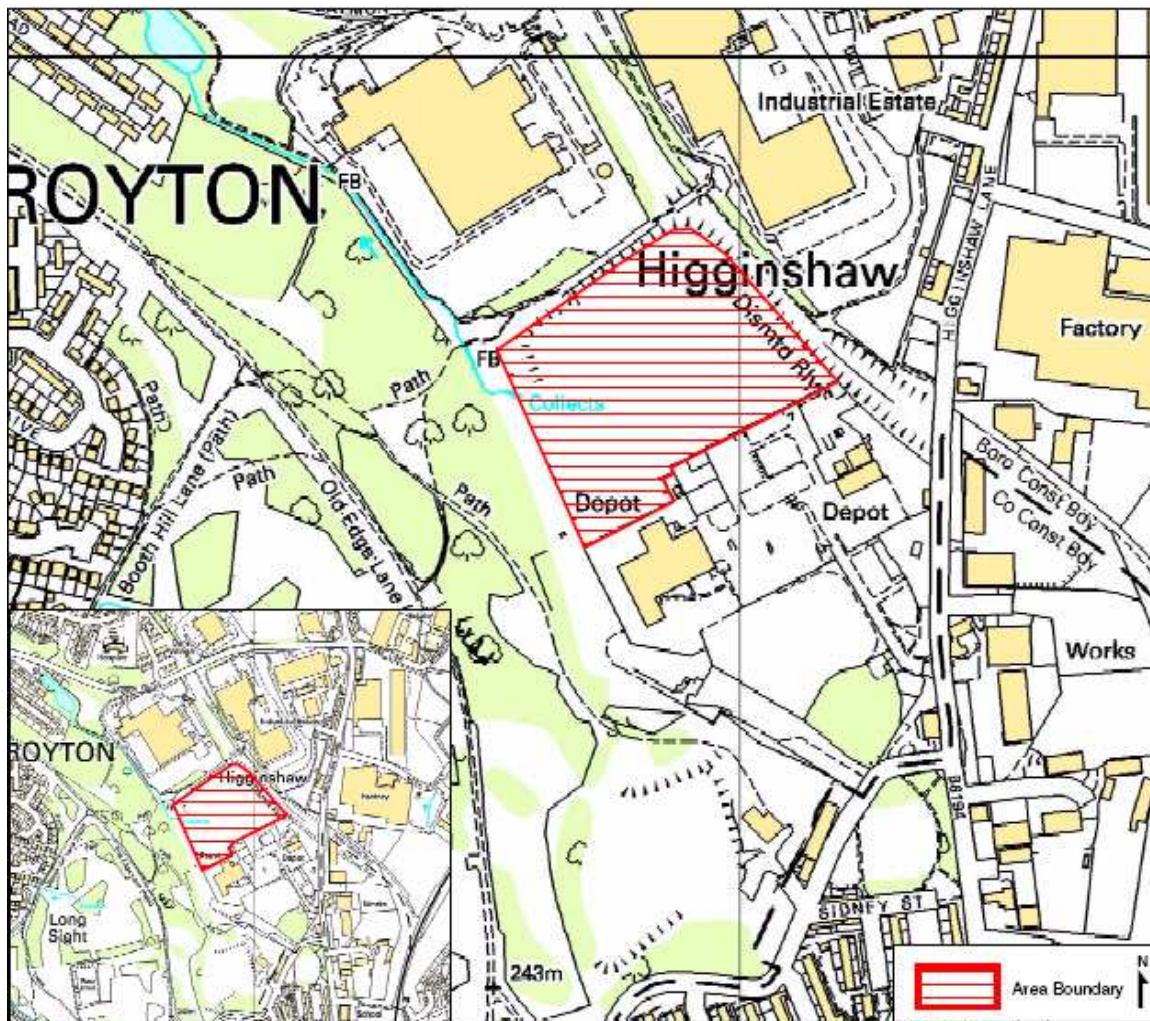 Industrial Estate
ROYTON
FB
HIGGINSHAW LANE
Higginshaw
Factory
Dismtd Rly
FB
Path
Collects
Path
Booth Hill Lane (Path)
Path
Old Edge Lane
Path
Depot
Depot
Boro Const Bdy
Co Const Bdy
Works
B6194
SIDNEY ST
243m
ROYTON
Higginshaw
Factory
Depot
Long
Sight
School
Area Boundary
N